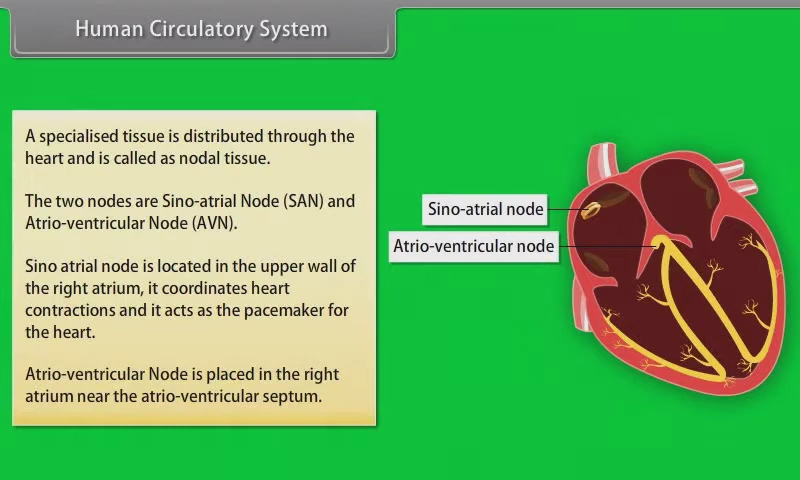 Human Circulatory System
A specialised tissue is distributed through the
heart and is called as nodal tissue.
The two nodes are Sino-atrial Node (SAN) and
Atrio-ventricular Node (AVN).
Sino atrial node is located in the upper wall of
the right atrium, it coordinates heart
contractions and it acts as the pacemaker for
the heart.
Atrio-ventricular Node is placed in the right
atrium near the atrio-ventricular septum.
Sino-atrial node
Atrio-ventricular node